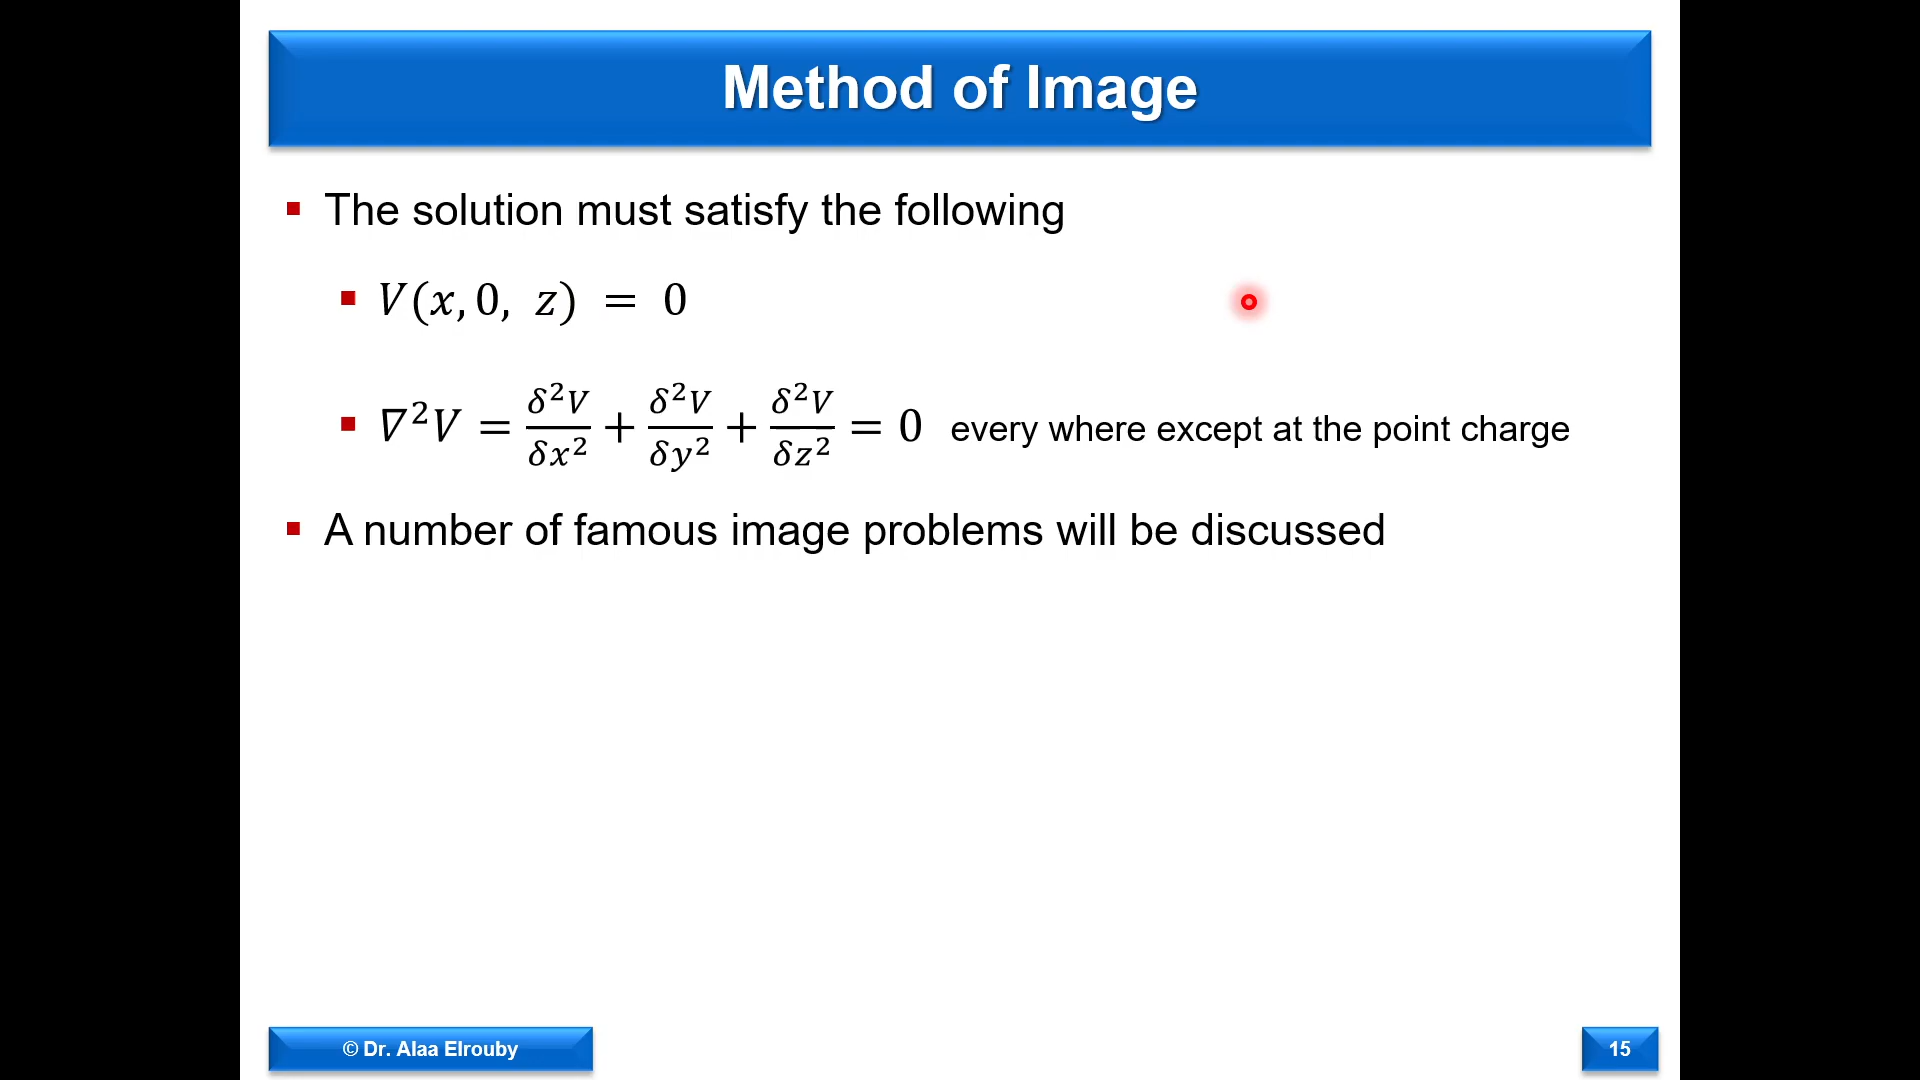 Method of Image
The solution must satisfy the following
V(x, 0, z) = 0
∇²V = δ²V/δx² + δ²V/δy² + δ²V/δz² = 0 every where except at the point charge
A number of famous image problems will be discussed
© Dr. Alaa Elrouby
15